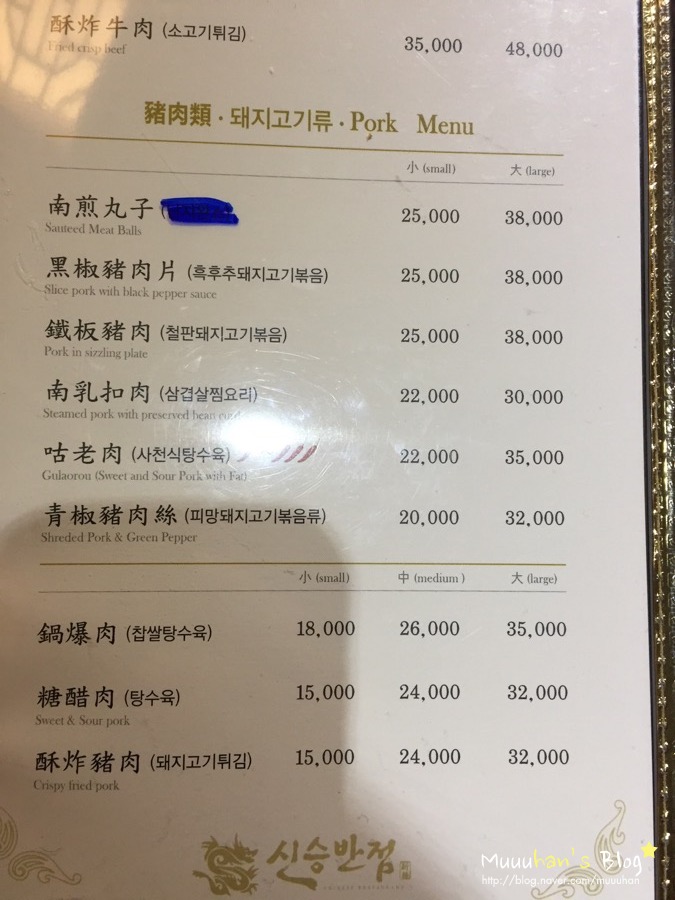 酥炸牛肉 (소고기튀김) 35,000 48,000
Fried crisp beef
豬肉類 · 돼지고기류 · Pork Menu
小 (small) 大 (large)
南煎丸子 25,000 38,000
Sauteed Meat Balls
黑椒豬肉片 (흑후추돼지고기볶음) 25,000 38,000
Slice pork with black pepper sauce
鐵板豬肉 (철판돼지고기볶음) 25,000 38,000
Pork in sizzling plate
南乳扣肉 (삼겹살찜요리) 22,000 30,000
Steamed pork with preserved bean curd
咕老肉 (사천식탕수육) 22,000 35,000
Gulaorou (Sweet and Sour Pork with Fat)
青椒豬肉絲 (피망돼지고기볶음류) 20,000 32,000
Shreded Pork & Green Pepper
小 (small) 中 (medium) 大 (large)
鍋爆肉 (찹쌀탕수육) 18,000 26,000 35,000
糖醋肉 (탕수육) 15,000 24,000 32,000
Sweet & Sour pork
酥炸豬肉 (돼지고기튀김) 15,000 24,000 32,000
Crispy fried pork
신승반점
Muuuhan's Blog
http://blog.naver.com/muuuhan